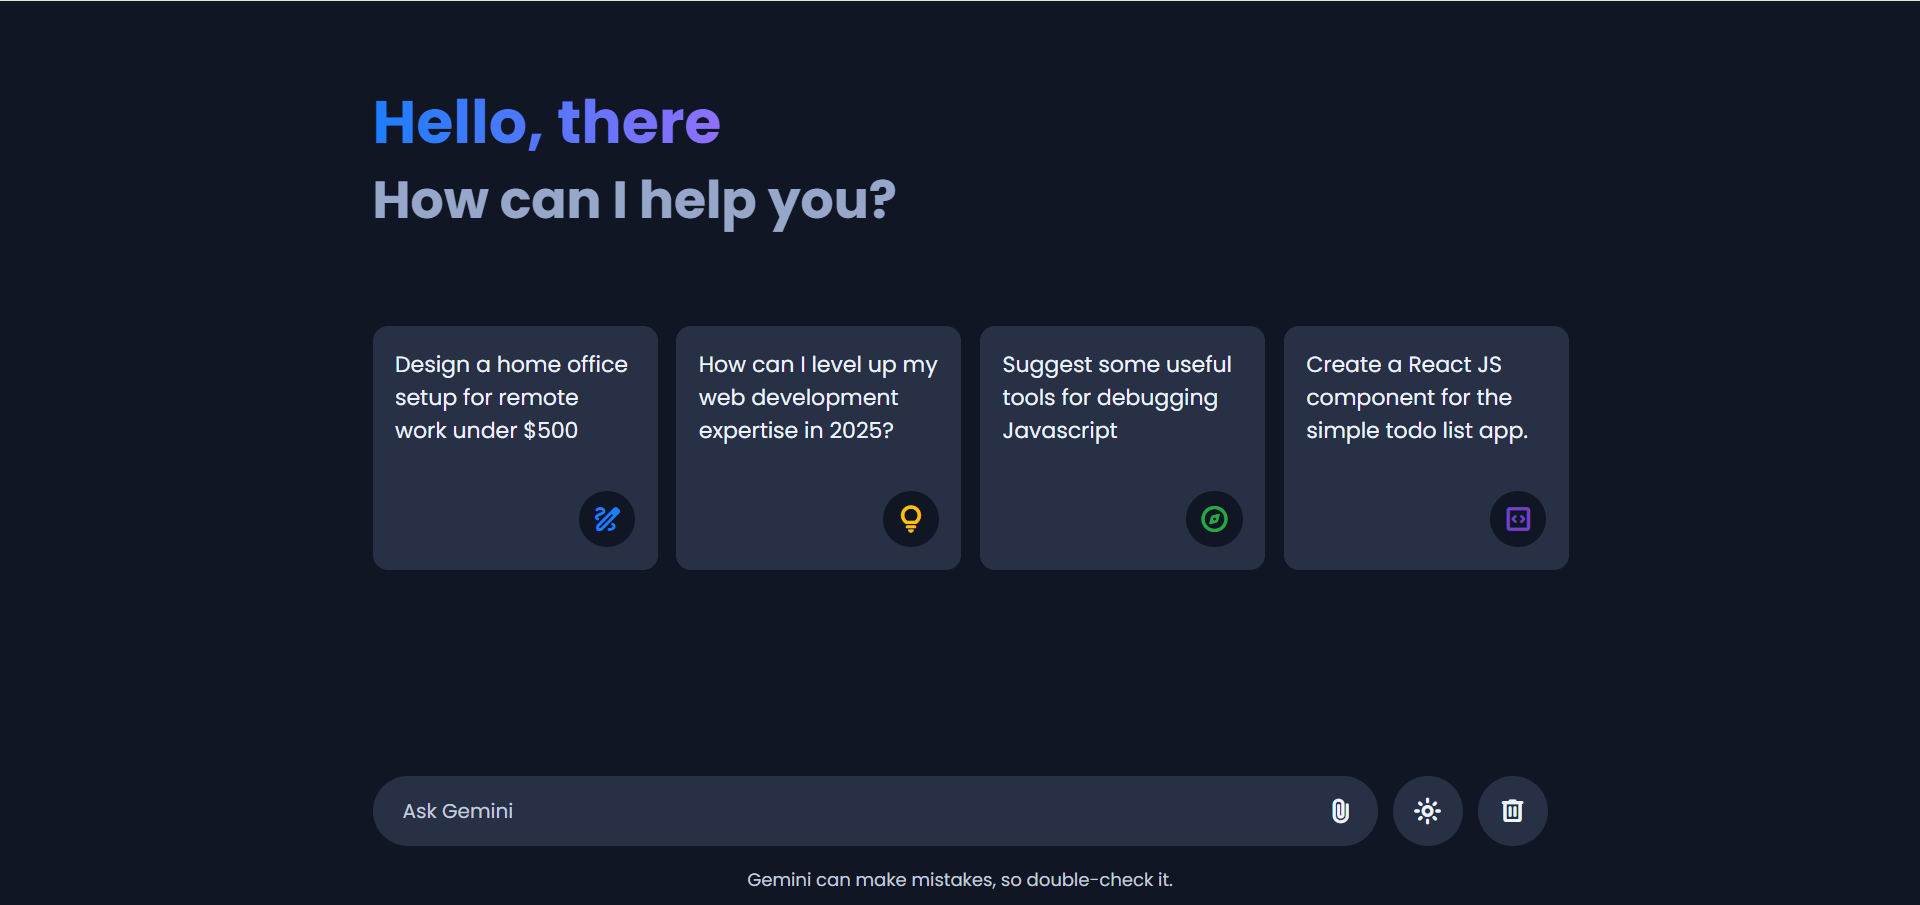 Hello, there
How can I help you?
Design a home office
setup for remote
work under $500
How can I level up my
web development
expertise in 2025?
Suggest some useful
tools for debugging
Javascript
Create a React JS
component for the
simple todo list app.
Ask Gemini
Gemini can make mistakes, so double-check it.